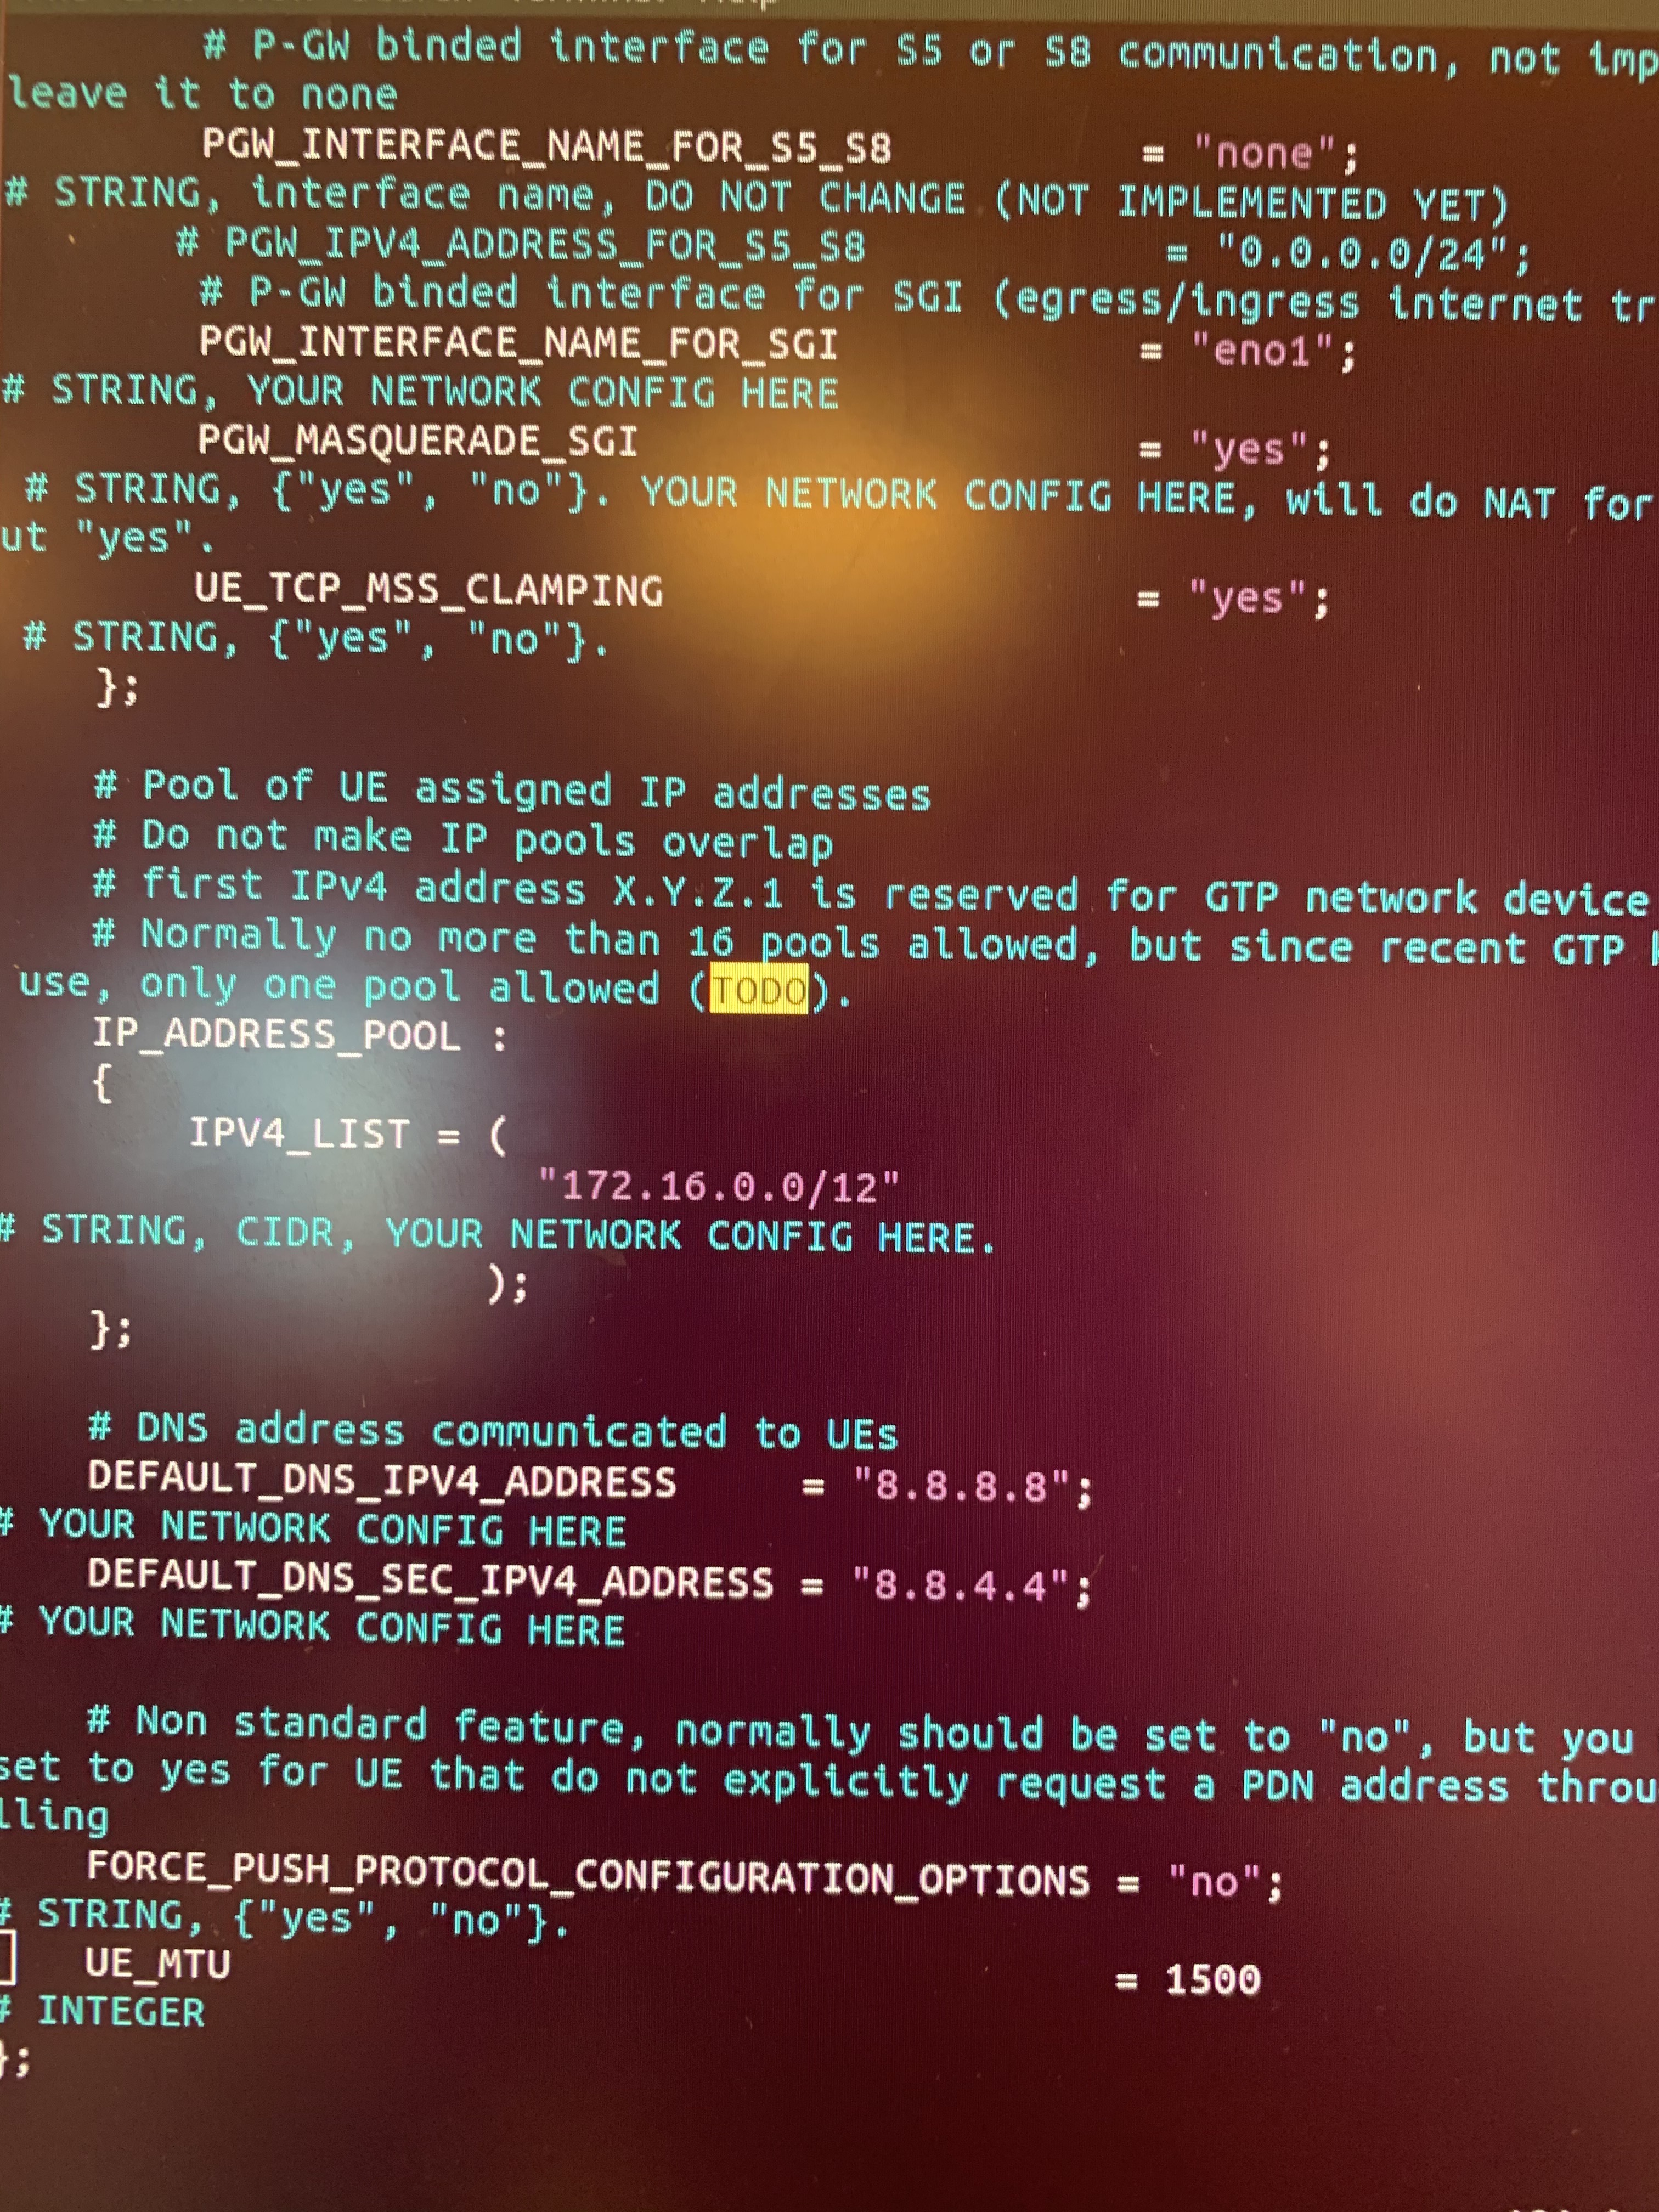 # P-GW binded interface for S5 or S8 communication, not imp
leave it to none
PGW_INTERFACE_NAME_FOR_S5_S8 = "none";
# STRING, interface name, DO NOT CHANGE (NOT IMPLEMENTED YET)
# PGW_IPV4_ADDRESS_FOR_S5_S8 = "0.0.0.0/24";
# P-GW binded interface for SGI (egress/ingress internet tr
PGW_INTERFACE_NAME_FOR_SGI = "eno1";
# STRING, YOUR NETWORK CONFIG HERE
PGW_MASQUERADE_SGI = "yes";
# STRING, {"yes", "no"}. YOUR NETWORK CONFIG HERE, will do NAT for
ut "yes".
UE_TCP_MSS_CLAMPING = "yes";
# STRING, {"yes", "no"}.
};
# Pool of UE assigned IP addresses
# Do not make IP pools overlap
# first IPv4 address X.Y.Z.1 is reserved for GTP network device
# Normally no more than 16 pools allowed, but since recent GTP k
use, only one pool allowed (TODO).
IP_ADDRESS_POOL :
{
IPV4_LIST = (
"172.16.0.0/12"
# STRING, CIDR, YOUR NETWORK CONFIG HERE.
);
};
# DNS address communicated to UEs
DEFAULT_DNS_IPV4_ADDRESS = "8.8.8.8";
# YOUR NETWORK CONFIG HERE
DEFAULT_DNS_SEC_IPV4_ADDRESS = "8.8.4.4";
# YOUR NETWORK CONFIG HERE
# Non standard feature, normally should be set to "no", but you
set to yes for UE that do not explicitly request a PDN address throu
lling
FORCE_PUSH_PROTOCOL_CONFIGURATION_OPTIONS = "no";
# STRING, {"yes", "no"}.
UE_MTU = 1500
# INTEGER
};